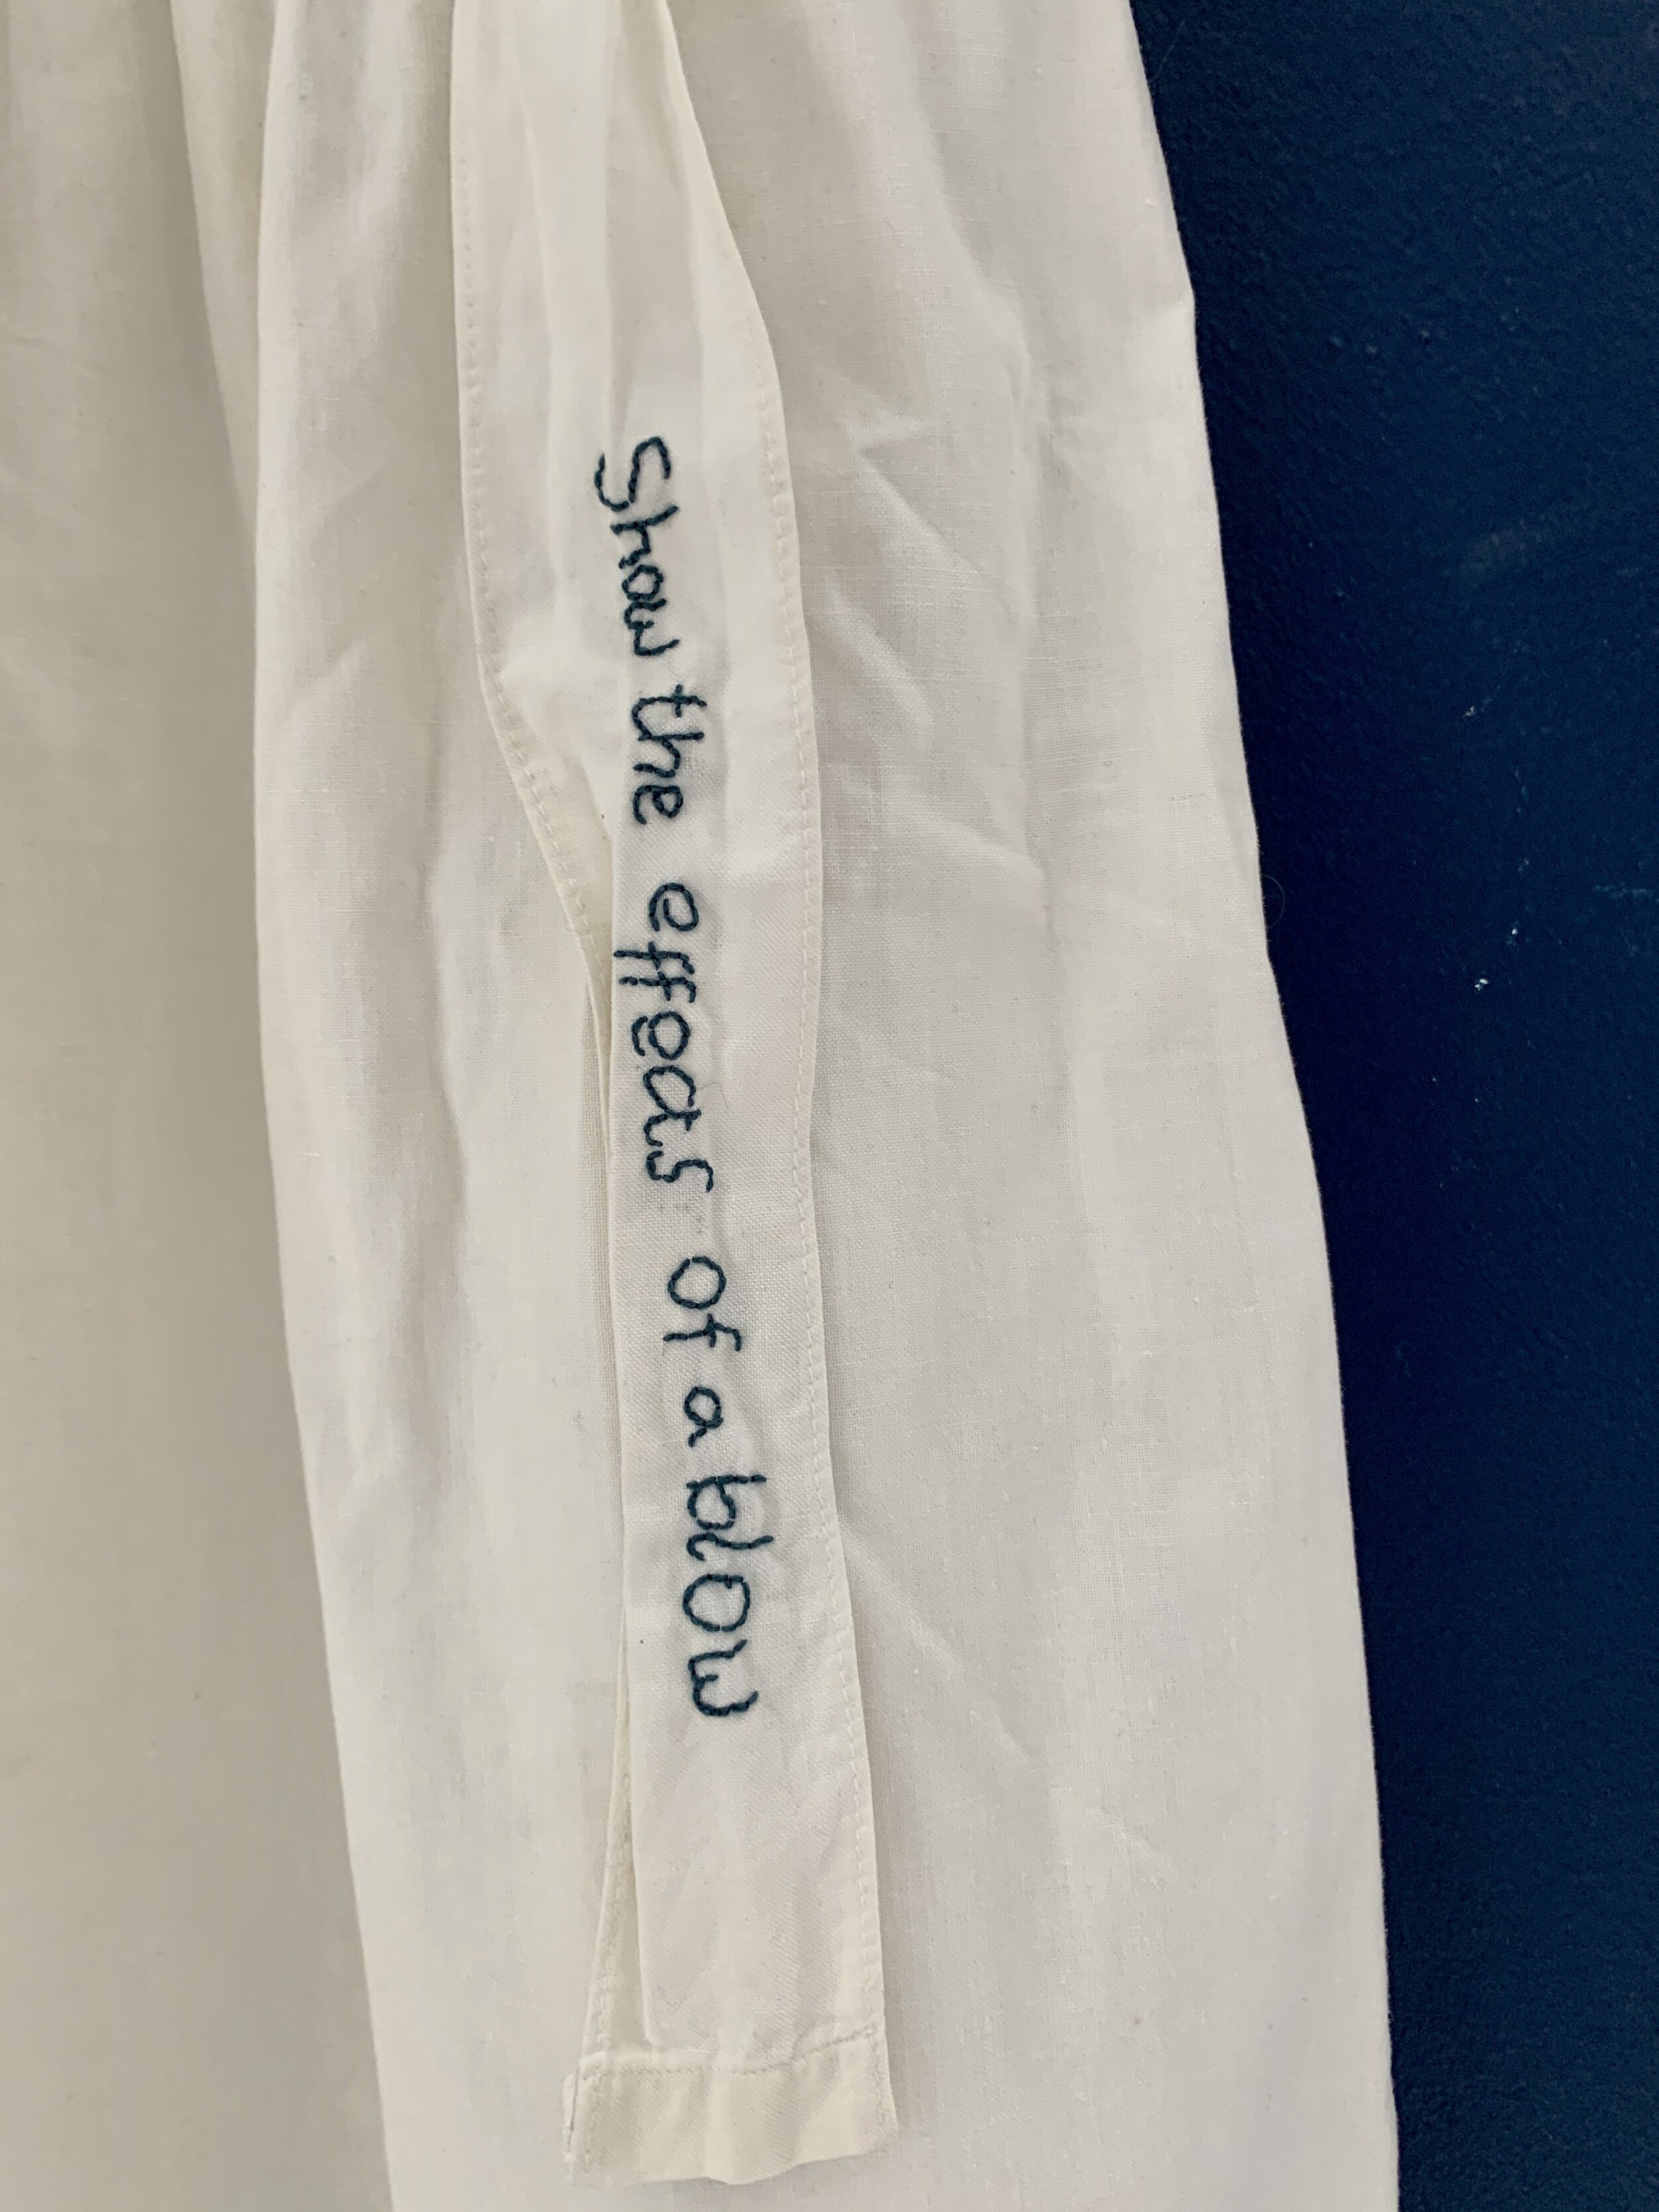 Show the effects of a blow